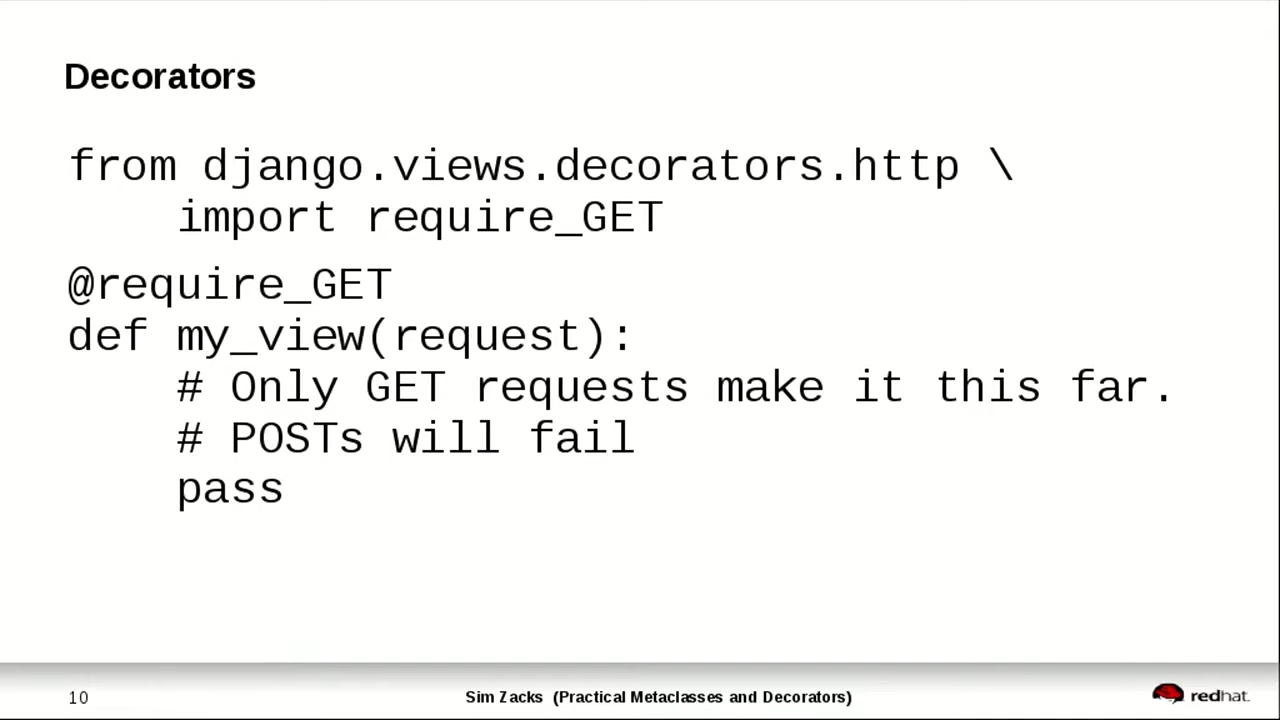 Decorators
from django.views.decorators.http \
    import require_GET
@require_GET
def my_view(request):
    # Only GET requests make it this far.
    # POSTs will fail
    pass
10
Sim Zacks (Practical Metaclasses and Decorators)
redhat.